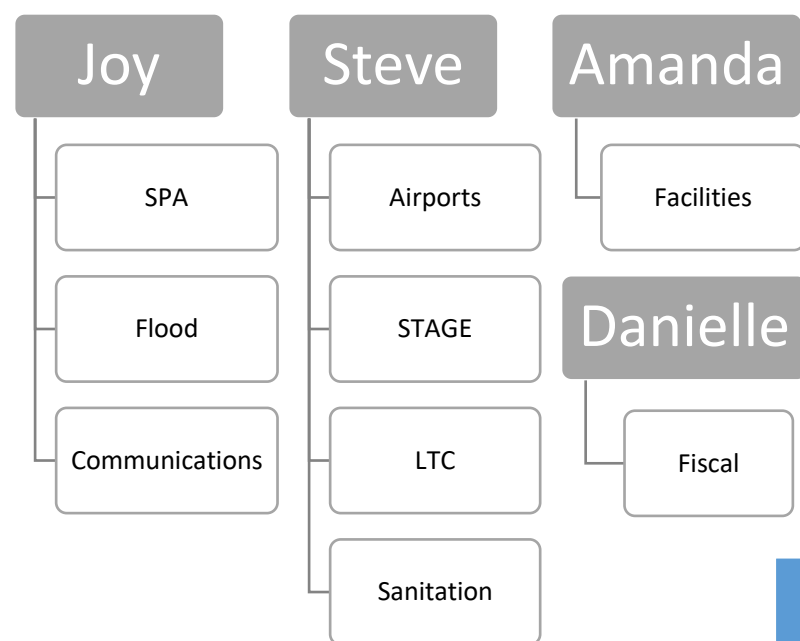 Joy
SPA
Flood
Communications
Steve
Airports
STAGE
LTC
Sanitation
Amanda
Facilities
Danielle
Fiscal